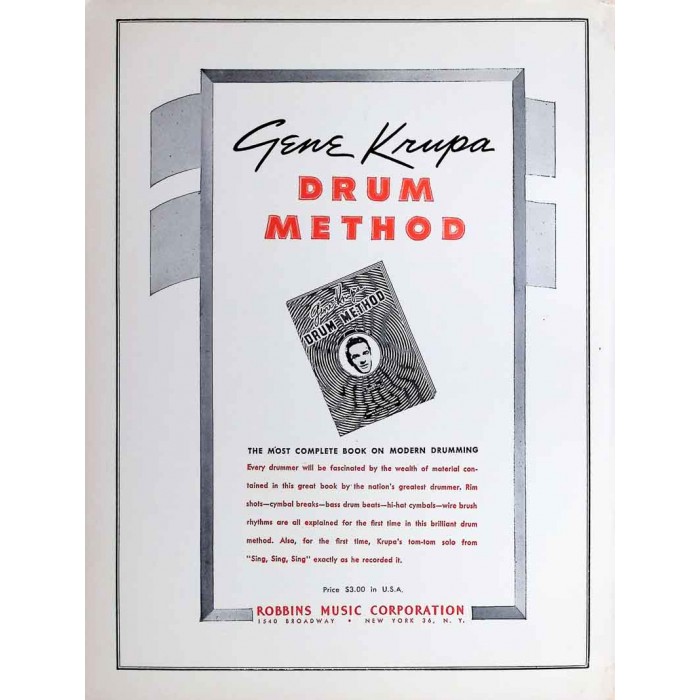 Gene Krupa
DRUM
METHOD
Gene Krupa
DRUM METHOD
THE MOST COMPLETE BOOK ON MODERN DRUMMING
Every drummer will be fascinated by the wealth of material con-
tained in this great book by the nation's greatest drummer. Rim
shots—cymbal breaks—bass drum beats—hi-hat cymbals—wire brush
rhythms are all explained for the first time in this brilliant drum
method. Also, for the first time, Krupa's tom-tom solo from
"Sing, Sing, Sing" exactly as he recorded it.
Price $3.00 in U.S.A.
ROBBINS MUSIC CORPORATION
1540 BROADWAY • NEW YORK 36, N. Y.